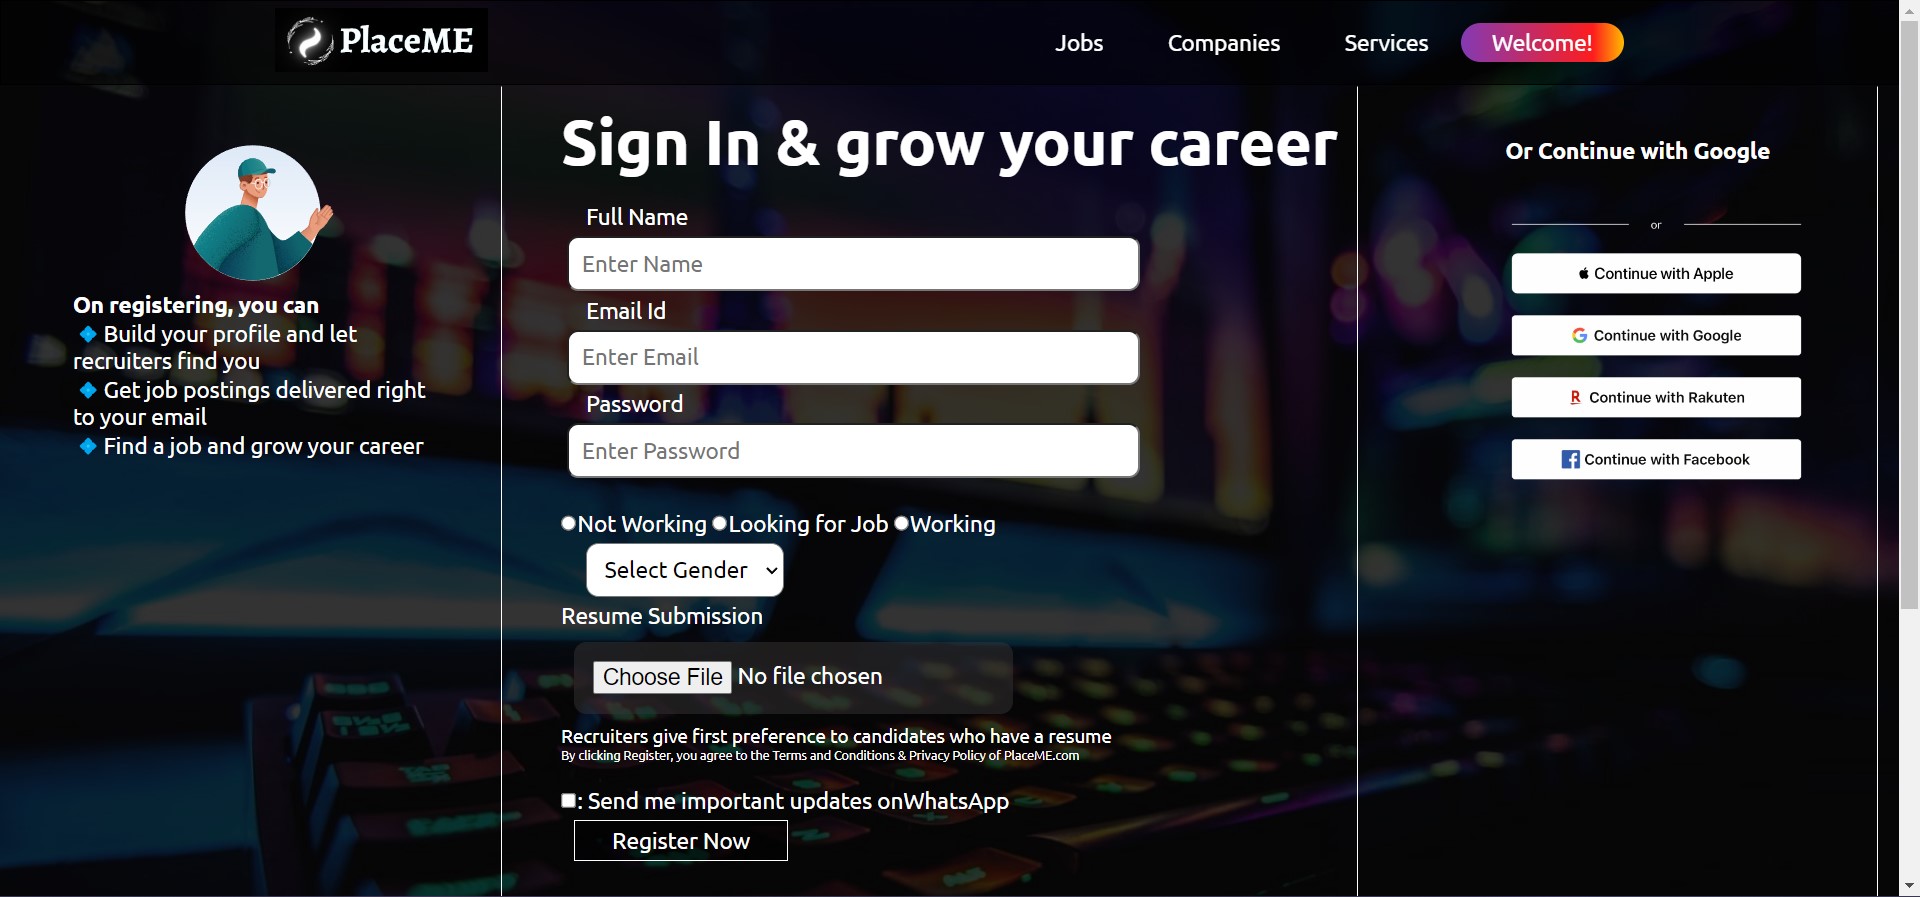 PlaceME
Jobs
Companies
Services
Welcome!
On registering, you can
Build your profile and let
recruiters find you
Get job postings delivered right
to your email
Find a job and grow your career
Sign In & grow your career
Full Name
Enter Name
Email Id
Enter Email
Password
Enter Password
Not Working Looking for Job Working
Select Gender
Resume Submission
Choose File No file chosen
Recruiters give first preference to candidates who have a resume
By clicking Register, you agree to the Terms and Conditions & Privacy Policy of PlaceME.com
: Send me important updates onWhatsApp
Register Now
Or Continue with Google
or
Continue with Apple
Continue with Google
Continue with Rakuten
Continue with Facebook